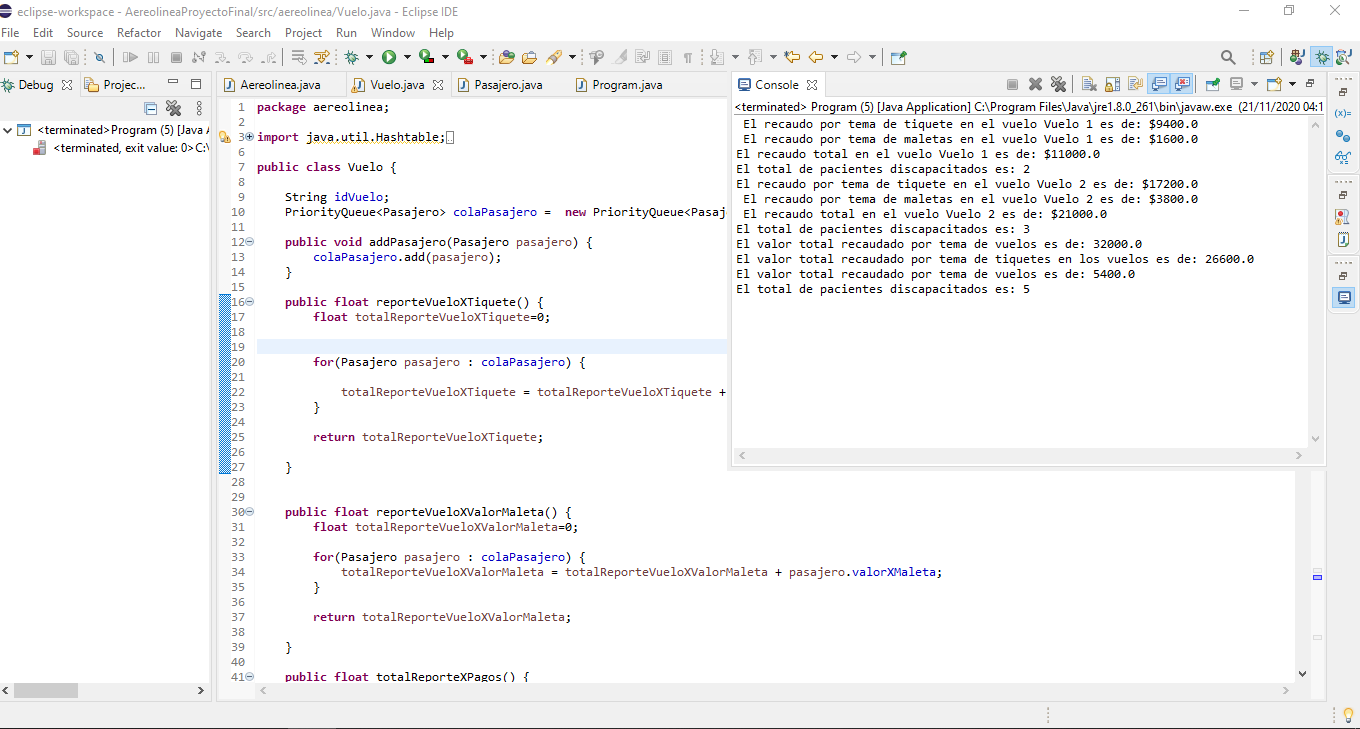 eclipse-workspace - AereolineaProyectoFinal/src/aereolinea/Vuelo.java - Eclipse IDE
File Edit Source Refactor Navigate Search Project Run Window Help
Debug Projec...
<terminated>Program (5) [Java A
<terminated, exit value: 0>C:\
Aereolinea.java Vuelo.java Pasajero.java Program.java
1 package aereolinea;
2
3 import java.util.Hashtable;
6
7 public class Vuelo {
8
9 String idVuelo;
10 PriorityQueue<Pasajero> colaPasajero =  new PriorityQueue<Pasaj
11
12 public void addPasajero(Pasajero pasajero) {
13 colaPasajero.add(pasajero);
14 }
15
16 public float reporteVueloXTiquete() {
17 float totalReporteVueloXTiquete=0;
18
19
20 for(Pasajero pasajero : colaPasajero) {
21
22 totalReporteVueloXTiquete = totalReporteVueloXTiquete +
23 }
24
25 return totalReporteVueloXTiquete;
26
27 }
28
29
30 public float reporteVueloXValorMaleta() {
31 float totalReporteVueloXValorMaleta=0;
32
33 for(Pasajero pasajero : colaPasajero) {
34 totalReporteVueloXValorMaleta = totalReporteVueloXValorMaleta + pasajero.valorXMaleta;
35 }
36
37 return totalReporteVueloXValorMaleta;
38
39 }
40
41 public float totalReporteXPagos() {
Console
<terminated> Program (5) [Java Application] C:\Program Files\Java\jre1.8.0_261\bin\javaw.exe (21/11/2020 04:1
El recaudo por tema de tiquete en el vuelo Vuelo 1 es de: $9400.0
El recaudo por tema de maletas en el vuelo Vuelo 1 es de: $1600.0
El recaudo total en el vuelo Vuelo 1 es de: $11000.0
El total de pacientes discapacitados es: 2
El recaudo por tema de tiquete en el vuelo Vuelo 2 es de: $17200.0
El recaudo por tema de maletas en el vuelo Vuelo 2 es de: $3800.0
El recaudo total en el vuelo Vuelo 2 es de: $21000.0
El total de pacientes discapacitados es: 3
El valor total recaudado por tema de vuelos es de: 32000.0
El valor total recaudado por tema de tiquetes en los vuelos es de: 26600.0
El valor total recaudado por tema de vuelos es de: 5400.0
El total de pacientes discapacitados es: 5